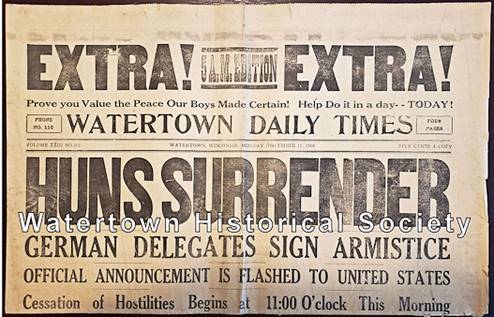 EXTRA! 5 A.M. EDITION EXTRA!
Prove you Value the Peace Our Boys Made Certain! Help Do it in a day-- TODAY!
PHONE NO. 110
WATERTOWN DAILY TIMES
FOUR PAGES
VOLUME XXIII WATERTOWN, WISCONSIN, MONDAY NOVEMBER 11, 1918 FIVE CENTS A COPY
HUNS SURRENDER
Watertown Historical Society
GERMAN DELEGATES SIGN ARMISTICE
OFFICIAL ANNOUNCEMENT IS FLASHED TO UNITED STATES
Cessation of Hostilities Begins at 11:00 O'clock This Morning